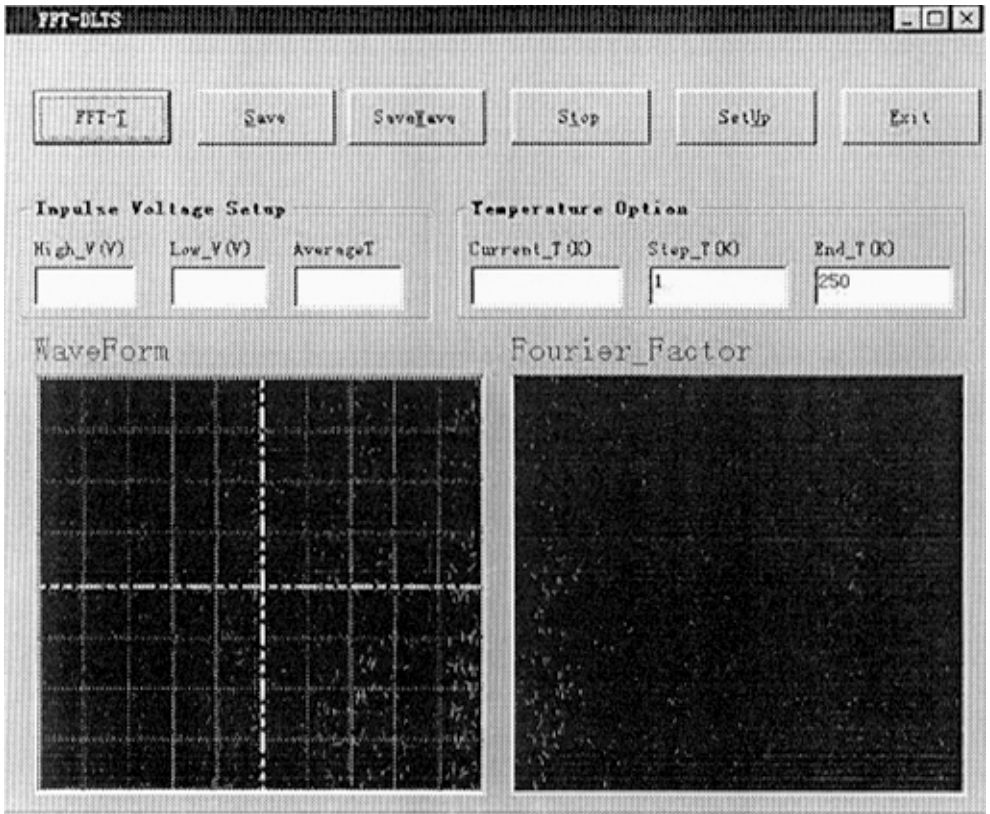 FFT-DLTS
FFT-T Save SaveWave Stop SetUp Exit
Inpulse Voltage Setup Temperature Option
High_V(V) Low_V(V) AverageT Current_T(K) Step_T(K) End_T(K)
1 250
WaveForm Fourier_Factor